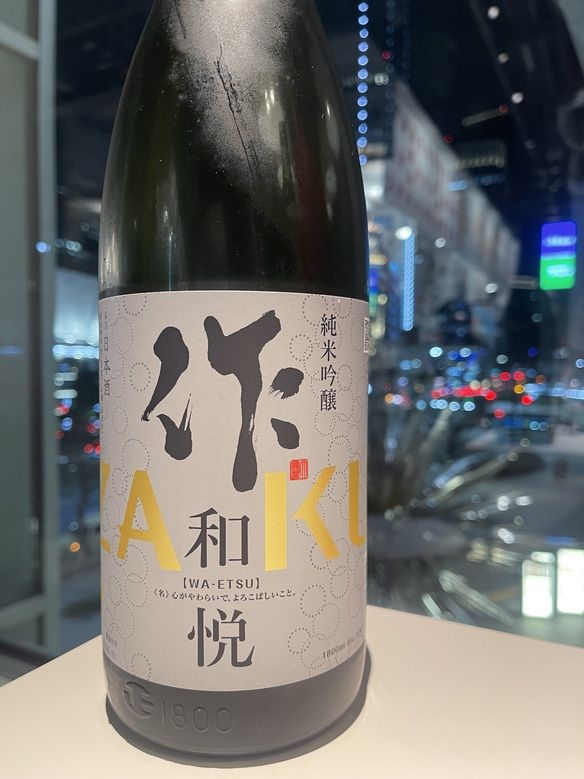 作
純米吟醸
日本酒
ZAKU
和
【WA-ETSU】
〈名〉心がやわらいで、よろこばしいこと。
悦
1800ml
1800ml